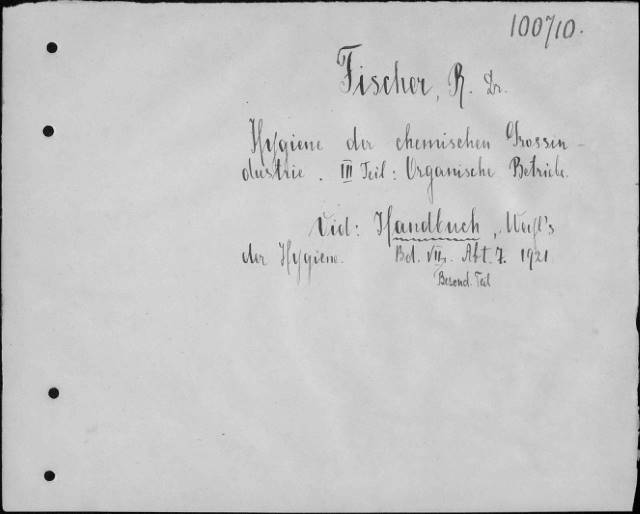 100710.
Fischer, R. Dr.
Hygiene der chemischen Grossin-
dustrie. III Teil: Organische Betriebe.
Vid: Handbuch, Weyl's
der Hygiene. Bd. VII. Abt. 7. 1921
Besond. Teil